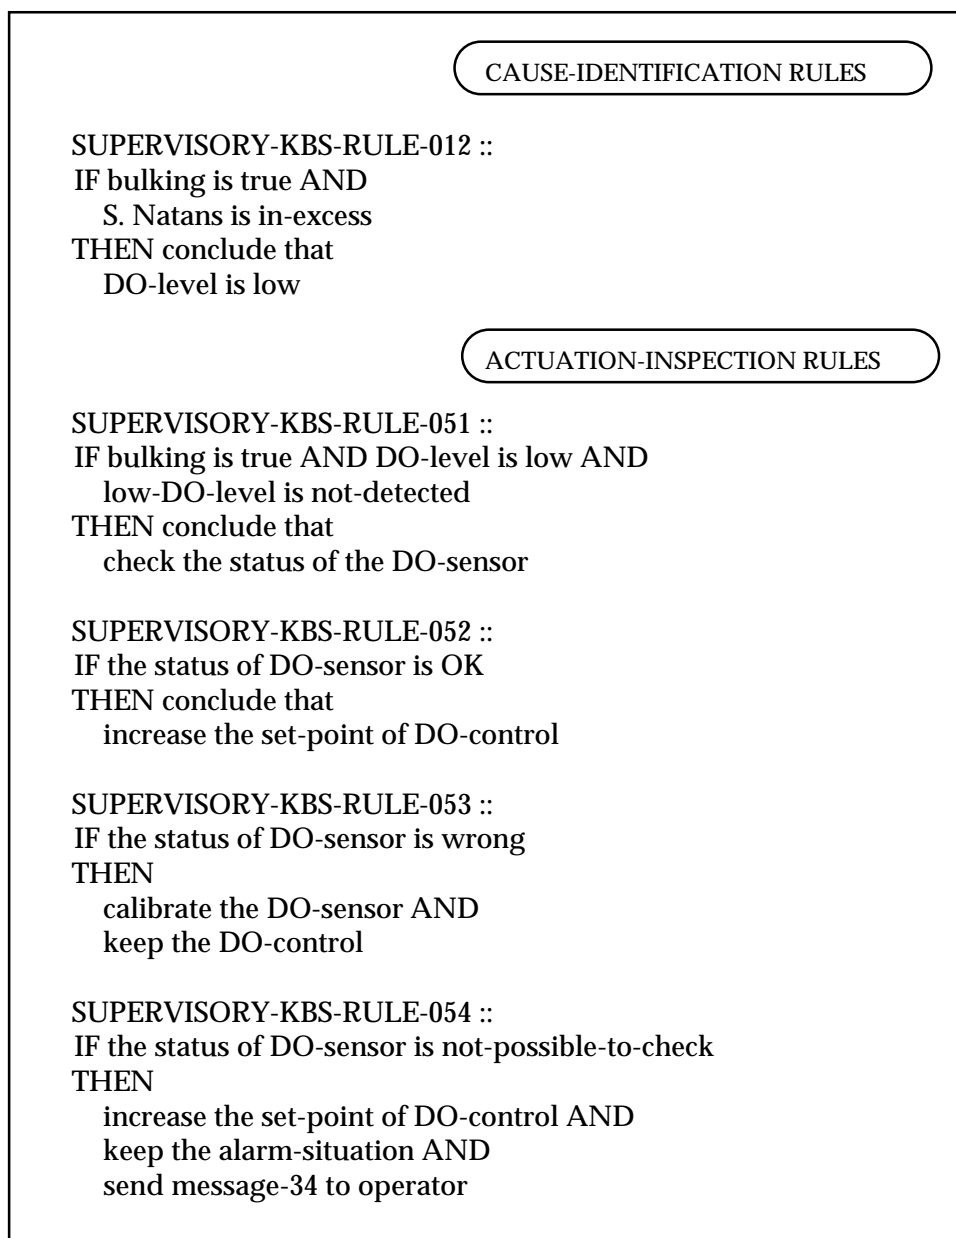 CAUSE-IDENTIFICATION RULES
SUPERVISORY-KBS-RULE-012 ::
IF bulking is true AND
S. Natans is in-excess
THEN conclude that
DO-level is low
ACTUATION-INSPECTION RULES
SUPERVISORY-KBS-RULE-051 ::
IF bulking is true AND DO-level is low AND
low-DO-level is not-detected
THEN conclude that
check the status of the DO-sensor
SUPERVISORY-KBS-RULE-052 ::
IF the status of DO-sensor is OK
THEN conclude that
increase the set-point of DO-control
SUPERVISORY-KBS-RULE-053 ::
IF the status of DO-sensor is wrong
THEN
calibrate the DO-sensor AND
keep the DO-control
SUPERVISORY-KBS-RULE-054 ::
IF the status of DO-sensor is not-possible-to-check
THEN
increase the set-point of DO-control AND
keep the alarm-situation AND
send message-34 to operator